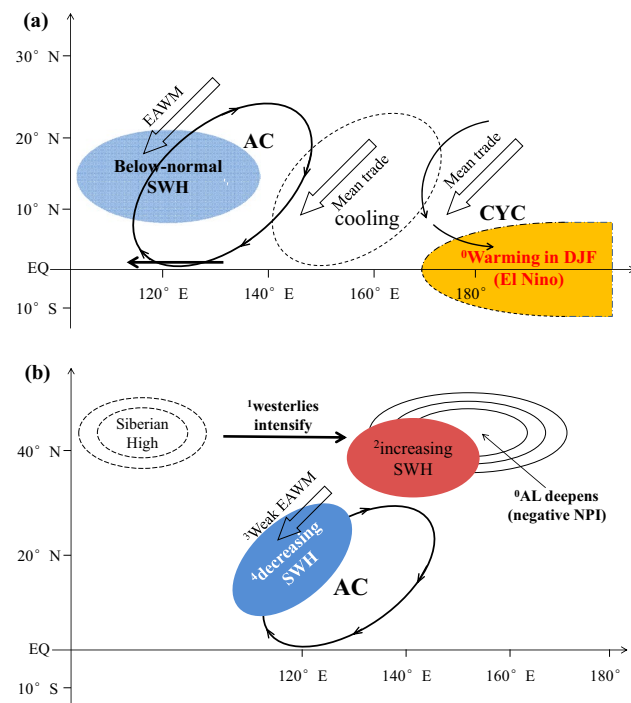 (a)
30° N
20° N
10° N
EQ
10° S
EAWM
AC
Below-normal
SWH
Mean trade
cooling
Mean trade
CYC
⁰Warming in DJF
(El Nino)
120° E
140° E
160° E
180°
(b)
40° N
20° N
EQ
10° S
Siberian
High
¹westerlies
intensify
²increasing
SWH
⁰AL deepens
(negative NPI)
³Weak EAWM
⁴decreasing
SWH
AC
120° E
140° E
160° E
180°